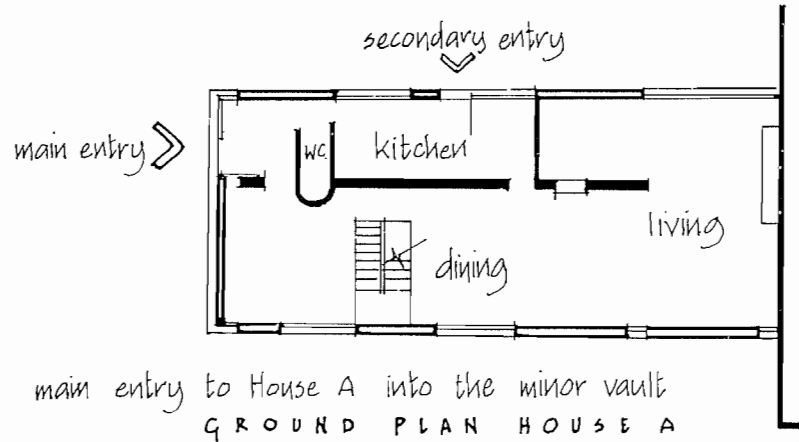 secondary entry
main entry
WC.
kitchen
living
dining
main entry to House A into the minor vault
GROUND PLAN HOUSE A